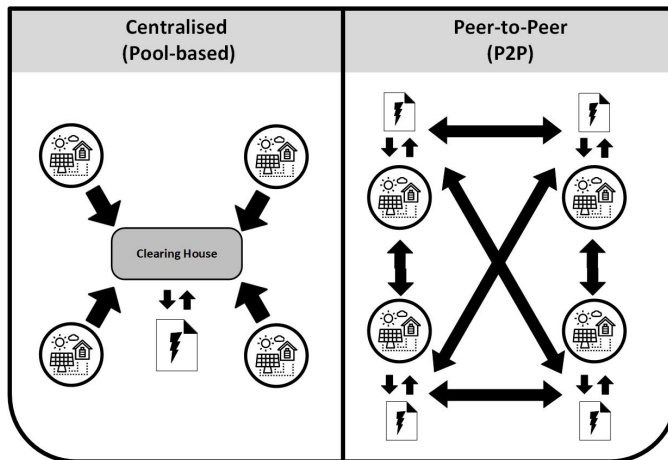 Centralised
(Pool-based)
Peer-to-Peer
(P2P)
Clearing House